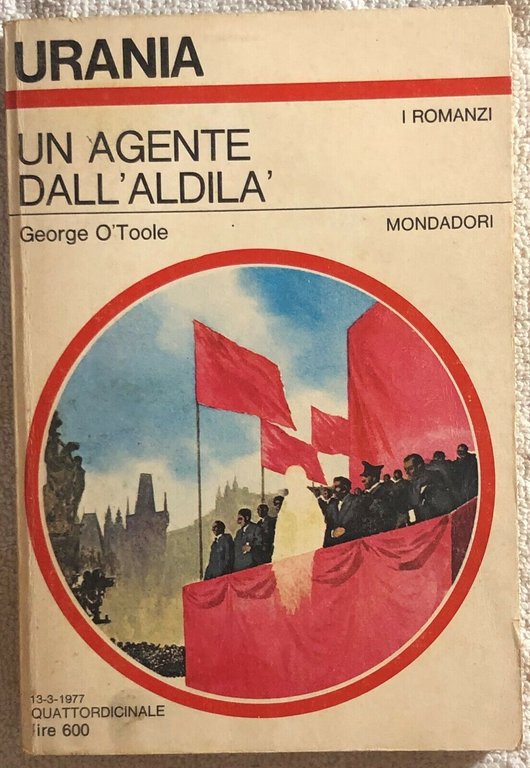 URANIA
I ROMANZI
UN AGENTE
DALL'ALDILA'
George O'Toole
MONDADORI
13-3-1977
QUATTORDICINALE
lire 600